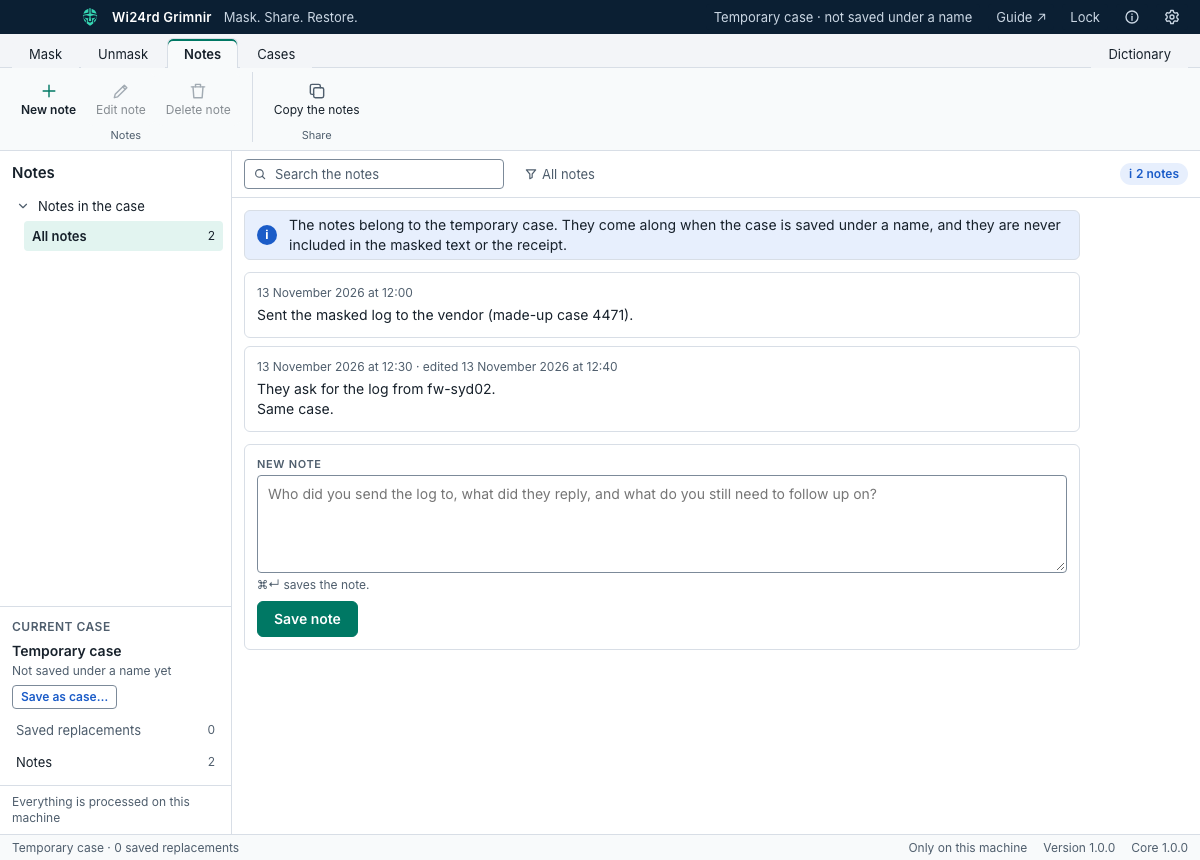 Wi24rd Grimnir Mask. Share. Restore. Temporary case · not saved under a name Guide ↗ Lock
Mask Unmask Notes Cases Dictionary
New note Edit note Delete note Copy the notes
Notes Share
Notes
Notes in the case
All notes 2
Search the notes All notes i 2 notes
i The notes belong to the temporary case. They come along when the case is saved under a name, and they are never
included in the masked text or the receipt.
13 November 2026 at 12:00
Sent the masked log to the vendor (made-up case 4471).
13 November 2026 at 12:30 · edited 13 November 2026 at 12:40
They ask for the log from fw-syd02.
Same case.
NEW NOTE
Who did you send the log to, what did they reply, and what do you still need to follow up on?
⌘↵ saves the note.
Save note
CURRENT CASE
Temporary case
Not saved under a name yet
Save as case…
Saved replacements 0
Notes 2
Everything is processed on this
machine
Temporary case · 0 saved replacements Only on this machine Version 1.0.0 Core 1.0.0